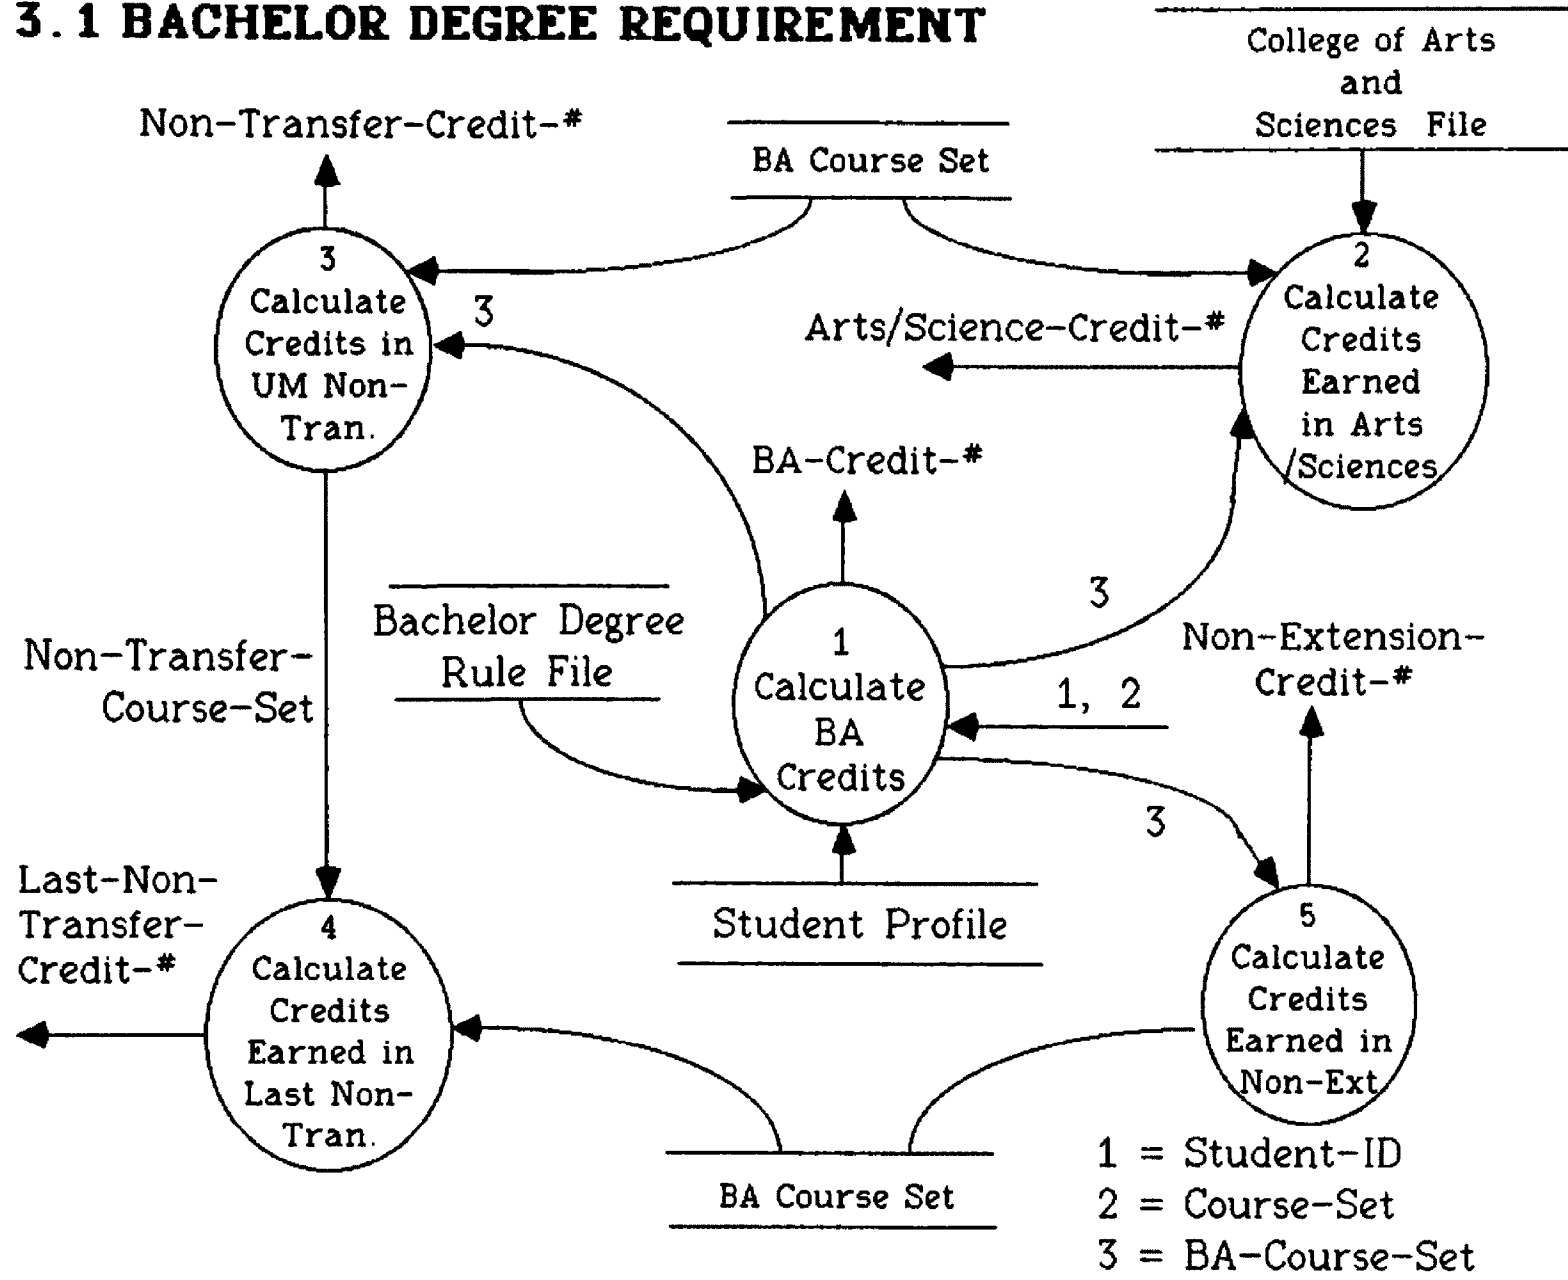 3.1 BACHELOR DEGREE REQUIREMENT
College of Arts
and
Sciences File
Non-Transfer-Credit-#
BA Course Set
3
Calculate
Credits in
UM Non-
Tran.
3
2
Calculate
Credits
Earned
in Arts
/Sciences
Arts/Science-Credit-#
BA-Credit-#
3
Bachelor Degree
Rule File
1
Calculate
BA
Credits
1, 2
3
Non-Extension-
Credit-#
Non-Transfer-
Course-Set
Student Profile
Last-Non-
Transfer-
Credit-#
4
Calculate
Credits
Earned in
Last Non-
Tran.
5
Calculate
Credits
Earned in
Non-Ext
BA Course Set
1 = Student-ID
2 = Course-Set
3 = BA-Course-Set